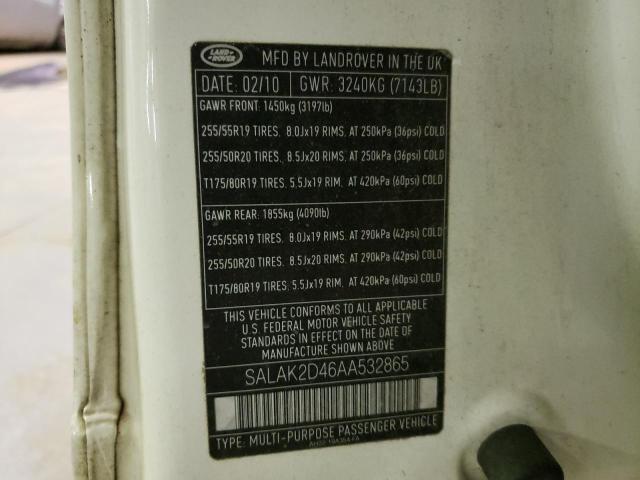 LAND ROVER
MFD BY LANDROVER IN THE UK
DATE: 02/10 GWR: 3240KG (7143LB)
GAWR FRONT: 1450kg (3197lb)
255/55R19 TIRES. 8.0Jx19 RIMS. AT 250kPa (36psi) COLD
255/50R20 TIRES. 8.5Jx20 RIMS. AT 250kPa (36psi) COLD
T175/80R19 TIRES. 5.5Jx19 RIM. AT 420kPa (60psi) COLD
GAWR REAR: 1855kg (4090lb)
255/55R19 TIRES. 8.0Jx19 RIMS. AT 290kPa (42psi) COLD
255/50R20 TIRES. 8.5Jx20 RIMS. AT 290kPa (42psi) COLD
T175/80R19 TIRES. 5.5Jx19 RIM. AT 420kPa (60psi) COLD
THIS VEHICLE CONFORMS TO ALL APPLICABLE
U.S. FEDERAL MOTOR VEHICLE SAFETY
STANDARDS IN EFFECT ON THE DATE OF
MANUFACTURE SHOWN ABOVE
SALAK2D46AA532865
TYPE: MULTI-PURPOSE PASSENGER VEHICLE